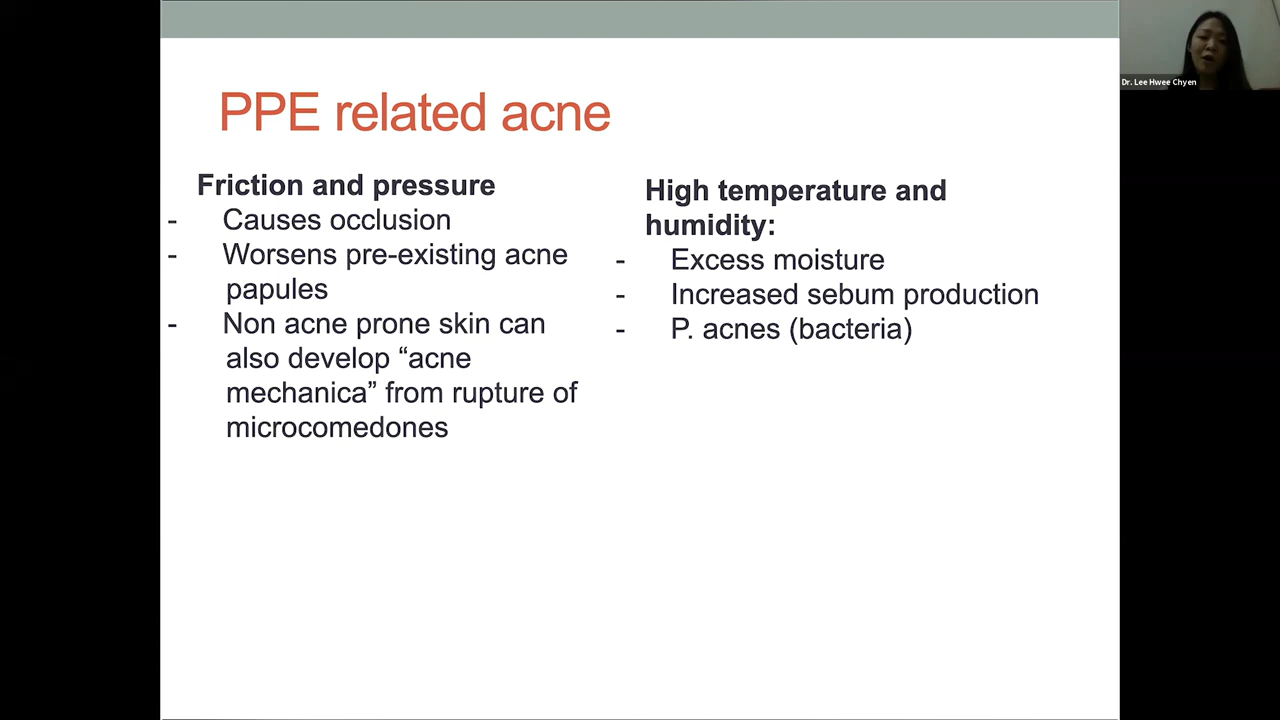 PPE related acne
Friction and pressure
- Causes occlusion
- Worsens pre-existing acne
papules
- Non acne prone skin can
also develop “acne
mechanica” from rupture of
microcomedones
High temperature and
humidity:
- Excess moisture
- Increased sebum production
- P. acnes (bacteria)
Dr. Lee Hwee Chyen